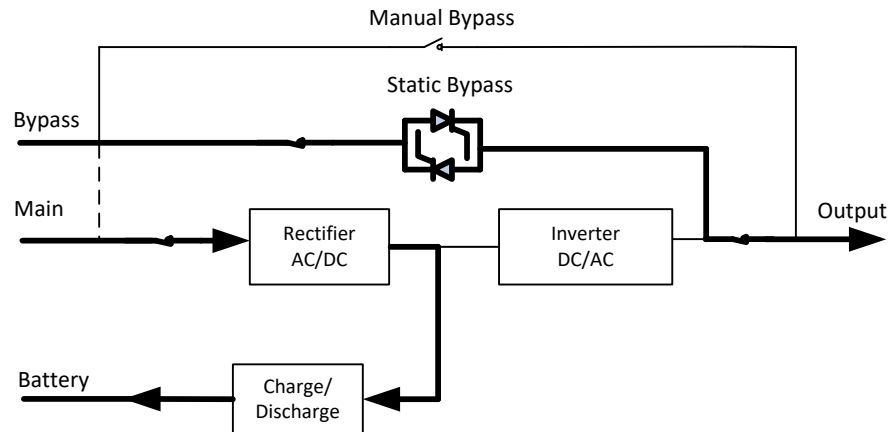 Manual Bypass
Static Bypass
Bypass
Main
Output
Rectifier
AC/DC
Inverter
DC/AC
Battery
Charge/
Discharge